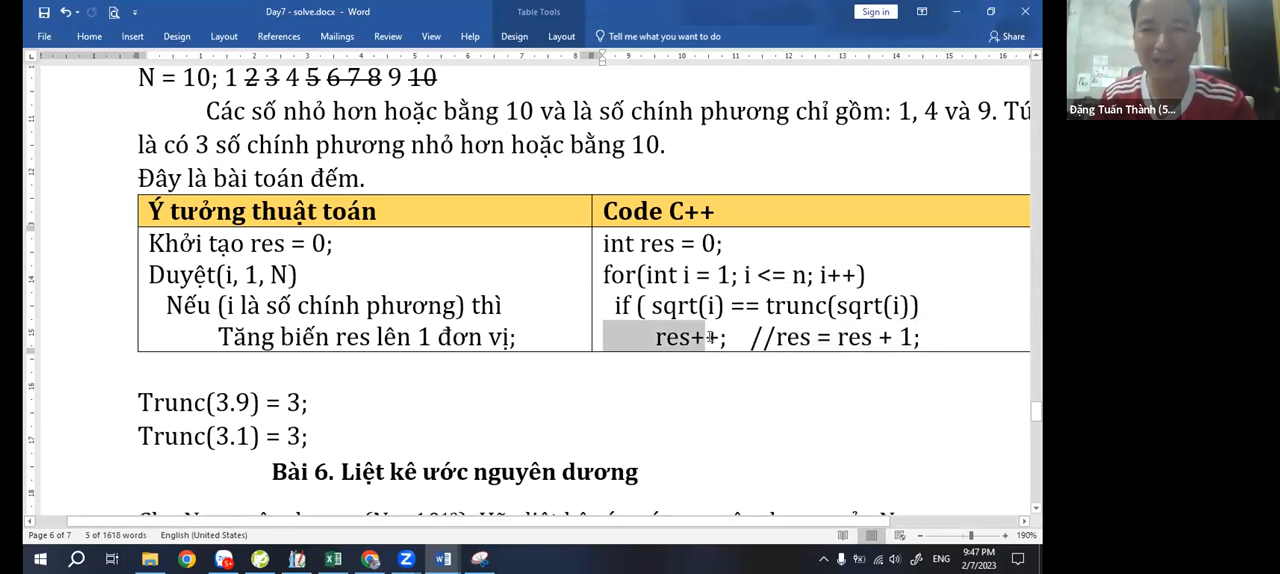 Day7 - solve.docx - Word
Table Tools
Sign in
File Home Insert Design Layout References Mailings Review View Help Design Layout Tell me what you want to do Share
N = 10; 1 2 3 4 5 6 7 8 9 10
Các số nhỏ hơn hoặc bằng 10 và là số chính phương chỉ gồm: 1, 4 và 9. Tứ
là có 3 số chính phương nhỏ hơn hoặc bằng 10.
Đây là bài toán đếm.
Ý tưởng thuật toán
Khởi tạo res = 0;
Duyệt(i, 1, N)
Nếu (i là số chính phương) thì
Tăng biến res lên 1 đơn vị;
Code C++
int res = 0;
for(int i = 1; i <= n; i++)
if ( sqrt(i) == trunc(sqrt(i))
res++; //res = res + 1;
Trunc(3.9) = 3;
Trunc(3.1) = 3;
Bài 6. Liệt kê ước nguyên dương
Page 6 of 7 5 of 1618 words English (United States)
190%
ENG
9:47 PM
2/7/2023
Đặng Tuấn Thành (5...